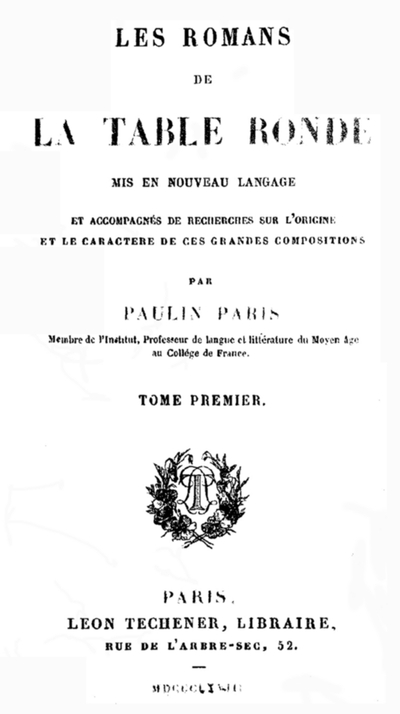 LES ROMANS
DE
LA TABLE RONDE
MIS EN NOUVEAU LANGAGE
ET ACCOMPAGNÉS DE RECHERCHES SUR L'ORIGINE
ET LE CARACTERE DE CES GRANDES COMPOSITIONS
PAR
PAULIN PARIS
Membre de l'Institut, Professeur de langue et littérature du Moyen âge
au Collége de France.
TOME PREMIER.
PARIS.
LEON TECHENER, LIBRAIRE,
RUE DE L'ARBRE-SEC, 52.